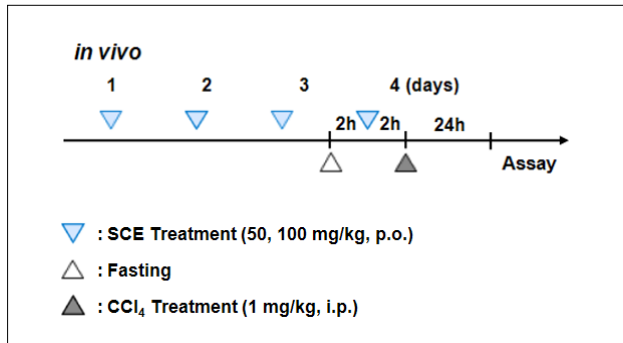 in vivo
1 2 3 4 (days)
2h 2h 24h
Assay
: SCE Treatment (50, 100 mg/kg, p.o.)
: Fasting
: CCl₄ Treatment (1 mg/kg, i.p.)